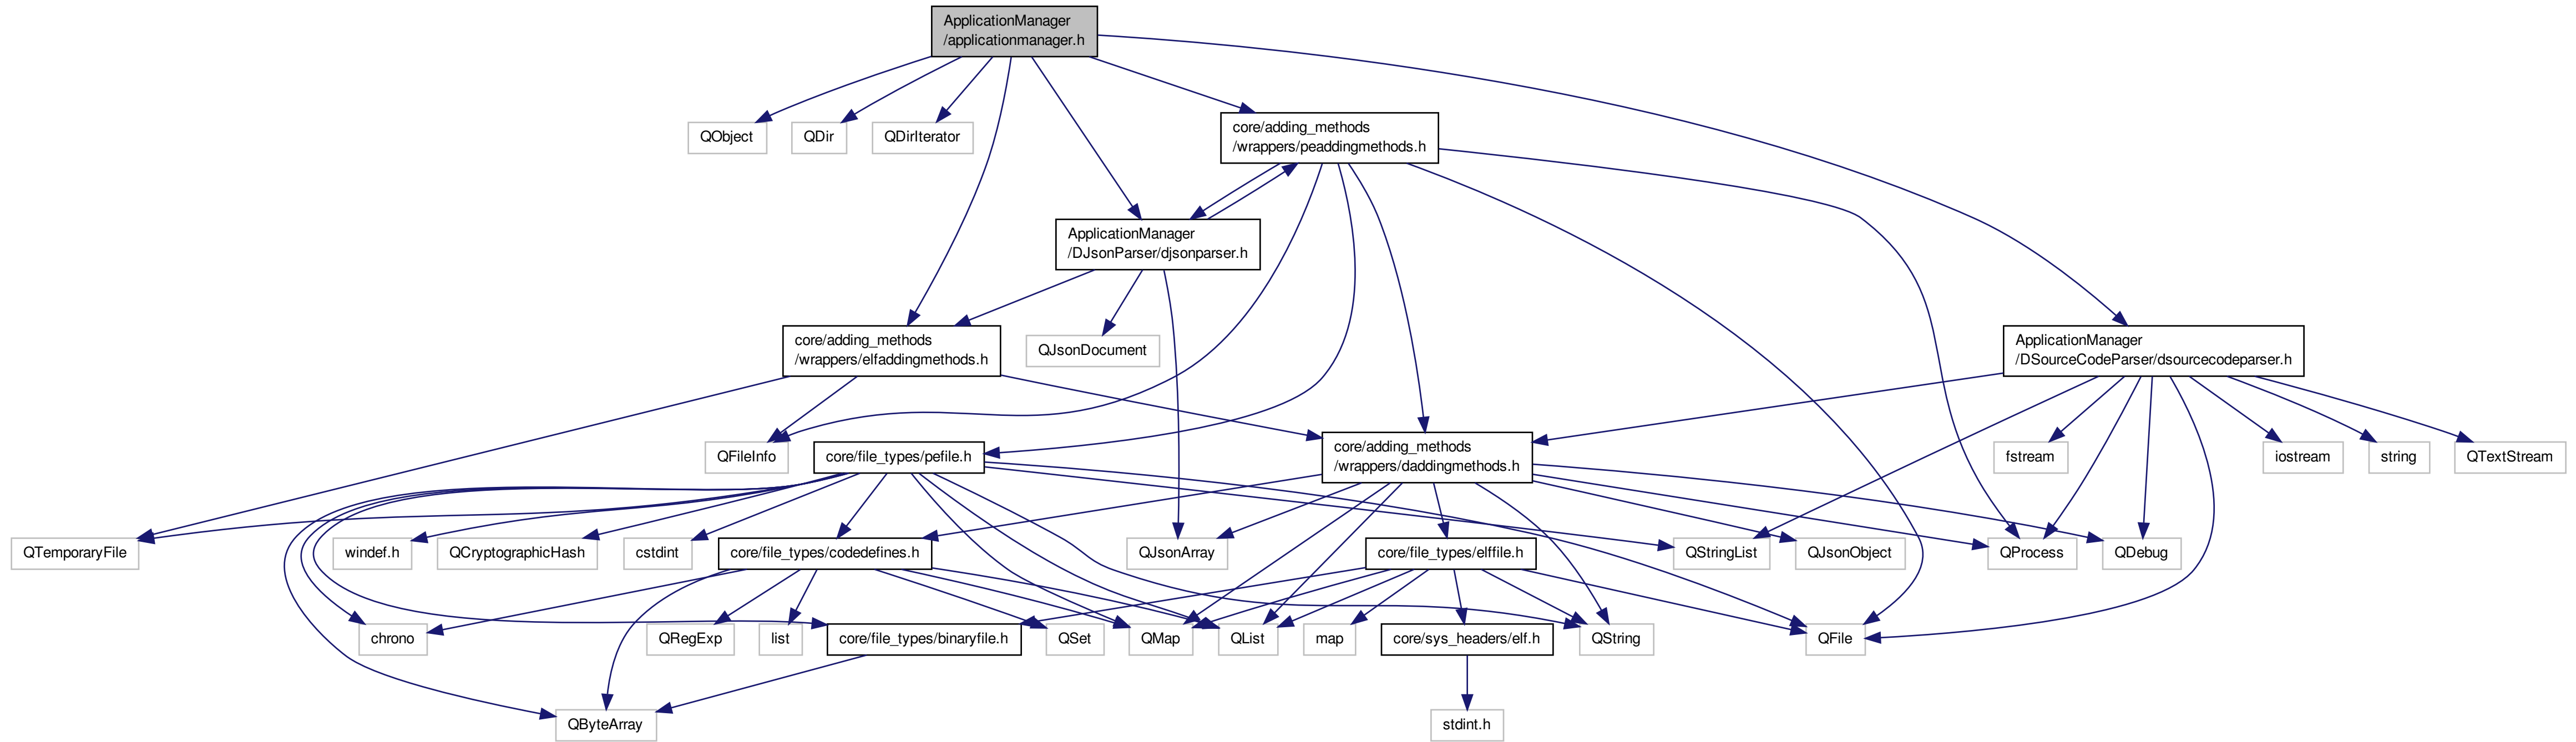 ApplicationManager
/applicationmanager.h
QObject
QDir
QDirIterator
core/adding_methods
/wrappers/peaddingmethods.h
ApplicationManager
/DJsonParser/djsonparser.h
core/adding_methods
/wrappers/elfaddingmethods.h
QJsonDocument
ApplicationManager
/DSourceCodeParser/dsourcecodeparser.h
QFileInfo
core/file_types/pefile.h
core/adding_methods
/wrappers/daddingmethods.h
fstream
iostream
string
QTextStream
QTemporaryFile
windef.h
QCryptographicHash
cstdint
core/file_types/codedefines.h
QJsonArray
core/file_types/elffile.h
QStringList
QJsonObject
QProcess
QDebug
chrono
QRegExp
list
core/file_types/binaryfile.h
QSet
QMap
QList
map
core/sys_headers/elf.h
QString
QFile
QByteArray
stdint.h